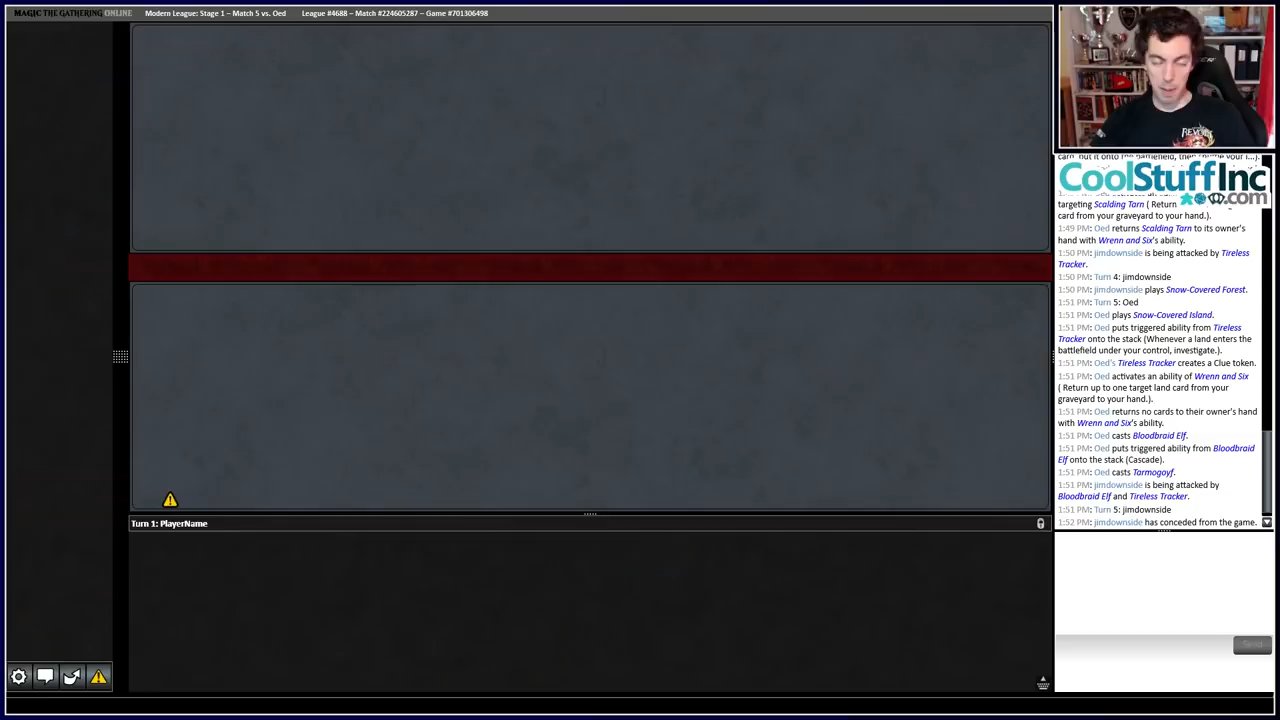 MAGIC THE GATHERING ONLINE
Modern League: Stage 1 – Match 5 vs. Oed
League #4688 – Match #224605287 – Game #701306498
REVOL
CoolStuffInc
.com
targeting Scalding Tarn ( Return
card from your graveyard to your hand.).
1:49 PM: Oed returns Scalding Tarn to its owner's
hand with Wrenn and Six's ability.
1:50 PM: jimdownside is being attacked by Tireless
Tracker.
1:50 PM: Turn 4: jimdownside
1:50 PM: jimdownside plays Snow-Covered Forest.
1:51 PM: Turn 5: Oed
1:51 PM: Oed plays Snow-Covered Island.
1:51 PM: Oed puts triggered ability from Tireless
Tracker onto the stack (Whenever a land enters the
battlefield under your control, investigate.).
1:51 PM: Oed's Tireless Tracker creates a Clue token.
1:51 PM: Oed activates an ability of Wrenn and Six
( Return up to one target land card from your
graveyard to your hand.).
1:51 PM: Oed returns no cards to their owner's hand
with Wrenn and Six's ability.
1:51 PM: Oed casts Bloodbraid Elf.
1:51 PM: Oed puts triggered ability from Bloodbraid
Elf onto the stack (Cascade).
1:51 PM: Oed casts Tarmogoyf.
1:51 PM: jimdownside is being attacked by
Bloodbraid Elf and Tireless Tracker.
1:51 PM: Turn 5: jimdownside
1:52 PM: jimdownside has conceded from the game.
Turn 1: PlayerName
Send